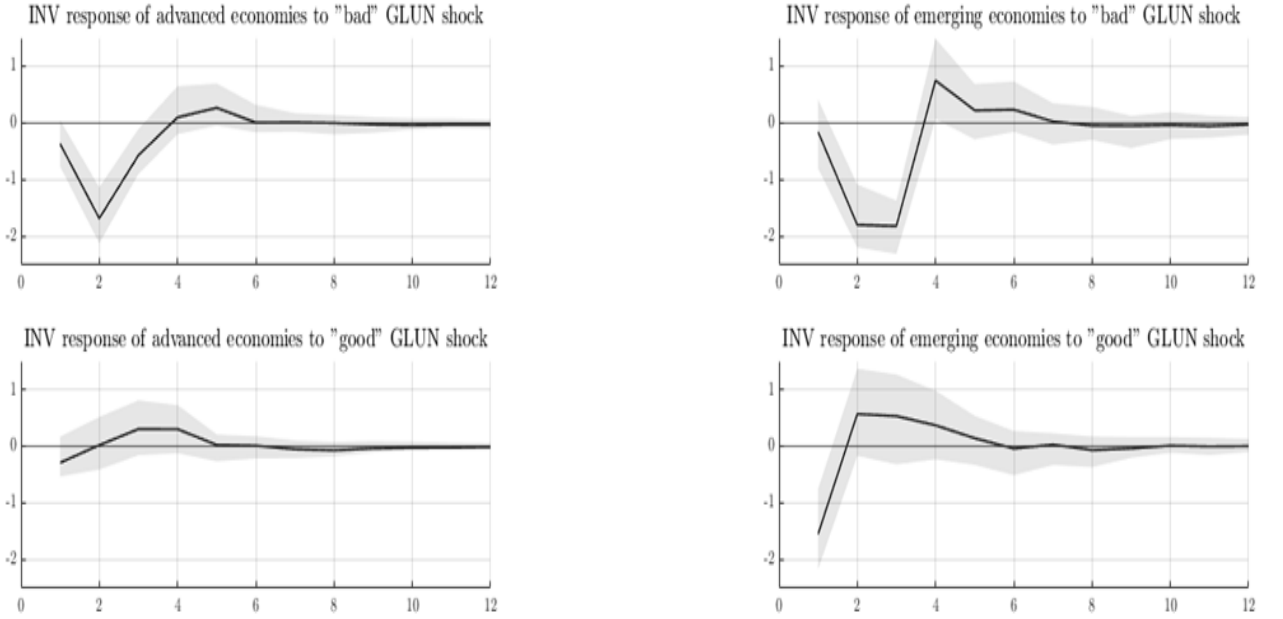 INV response of advanced economies to "bad" GLUN shock
1
0
-1
-2
0 2 4 6 8 10 12
INV response of emerging economies to "bad" GLUN shock
1
0
-1
-2
0 2 4 6 8 10 12
INV response of advanced economies to "good" GLUN shock
1
0
-1
-2
0 2 4 6 8 10 12
INV response of emerging economies to "good" GLUN shock
1
0
-1
-2
0 2 4 6 8 10 12